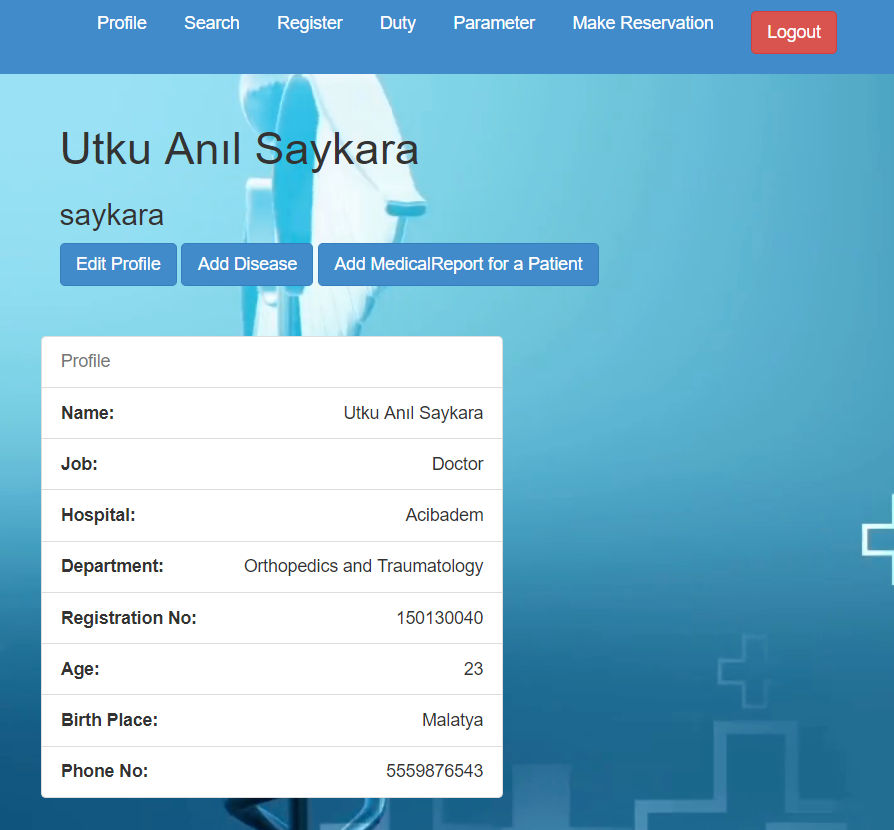 Profile Search Register Duty Parameter Make Reservation Logout
Utku Anıl Saykara
saykara
Edit Profile Add Disease Add MedicalReport for a Patient
Profile
Name: Utku Anıl Saykara
Job: Doctor
Hospital: Acibadem
Department: Orthopedics and Traumatology
Registration No: 150130040
Age: 23
Birth Place: Malatya
Phone No: 5559876543